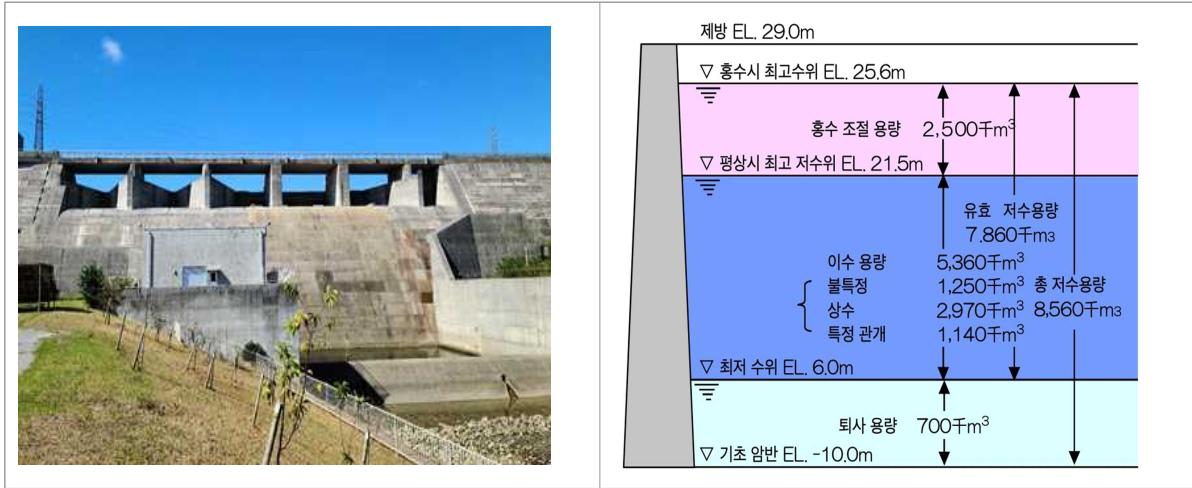 제방 EL. 29.0m
▽ 홍수시 최고수위 EL. 25.6m
홍수 조절 용량 2,500千m³
▽ 평상시 최고 저수위 EL. 21.5m
유효 저수용량
7.860千m3
이수 용량 5,360千m³
불특정 1,250千m³
상수 2,970千m³
특정 관개 1,140千m³
총 저수용량
8,560千m3
▽ 최저 수위 EL. 6.0m
퇴사 용량 700千m³
▽ 기초 암반 EL. -10.0m